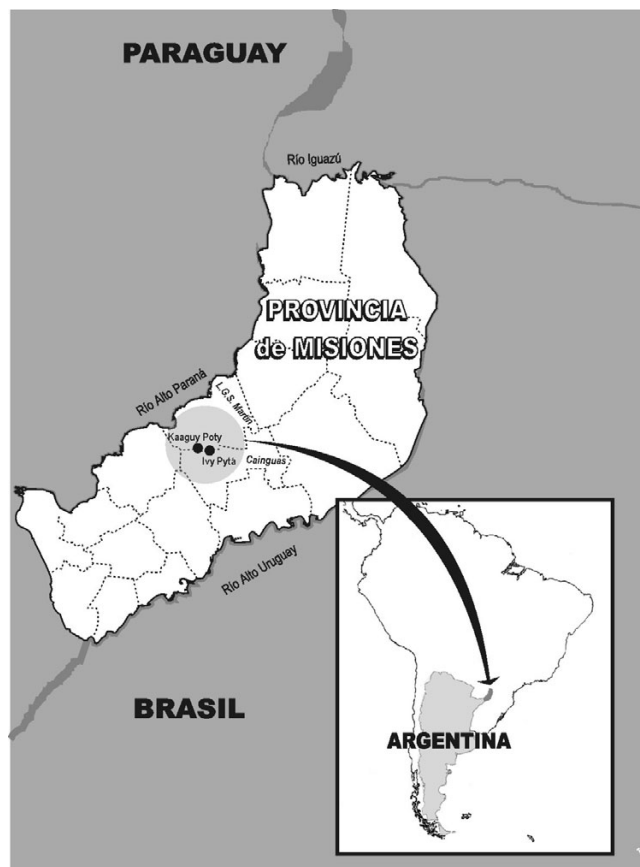 PARAGUAY
Río Iguazú
PROVINCIA
de MISIONES
Río Alto Paraná
L.G.S. Martín
Kaaguy Poty
Ivy Pytà
Cainguás
Río Alto Uruguay
BRASIL
ARGENTINA